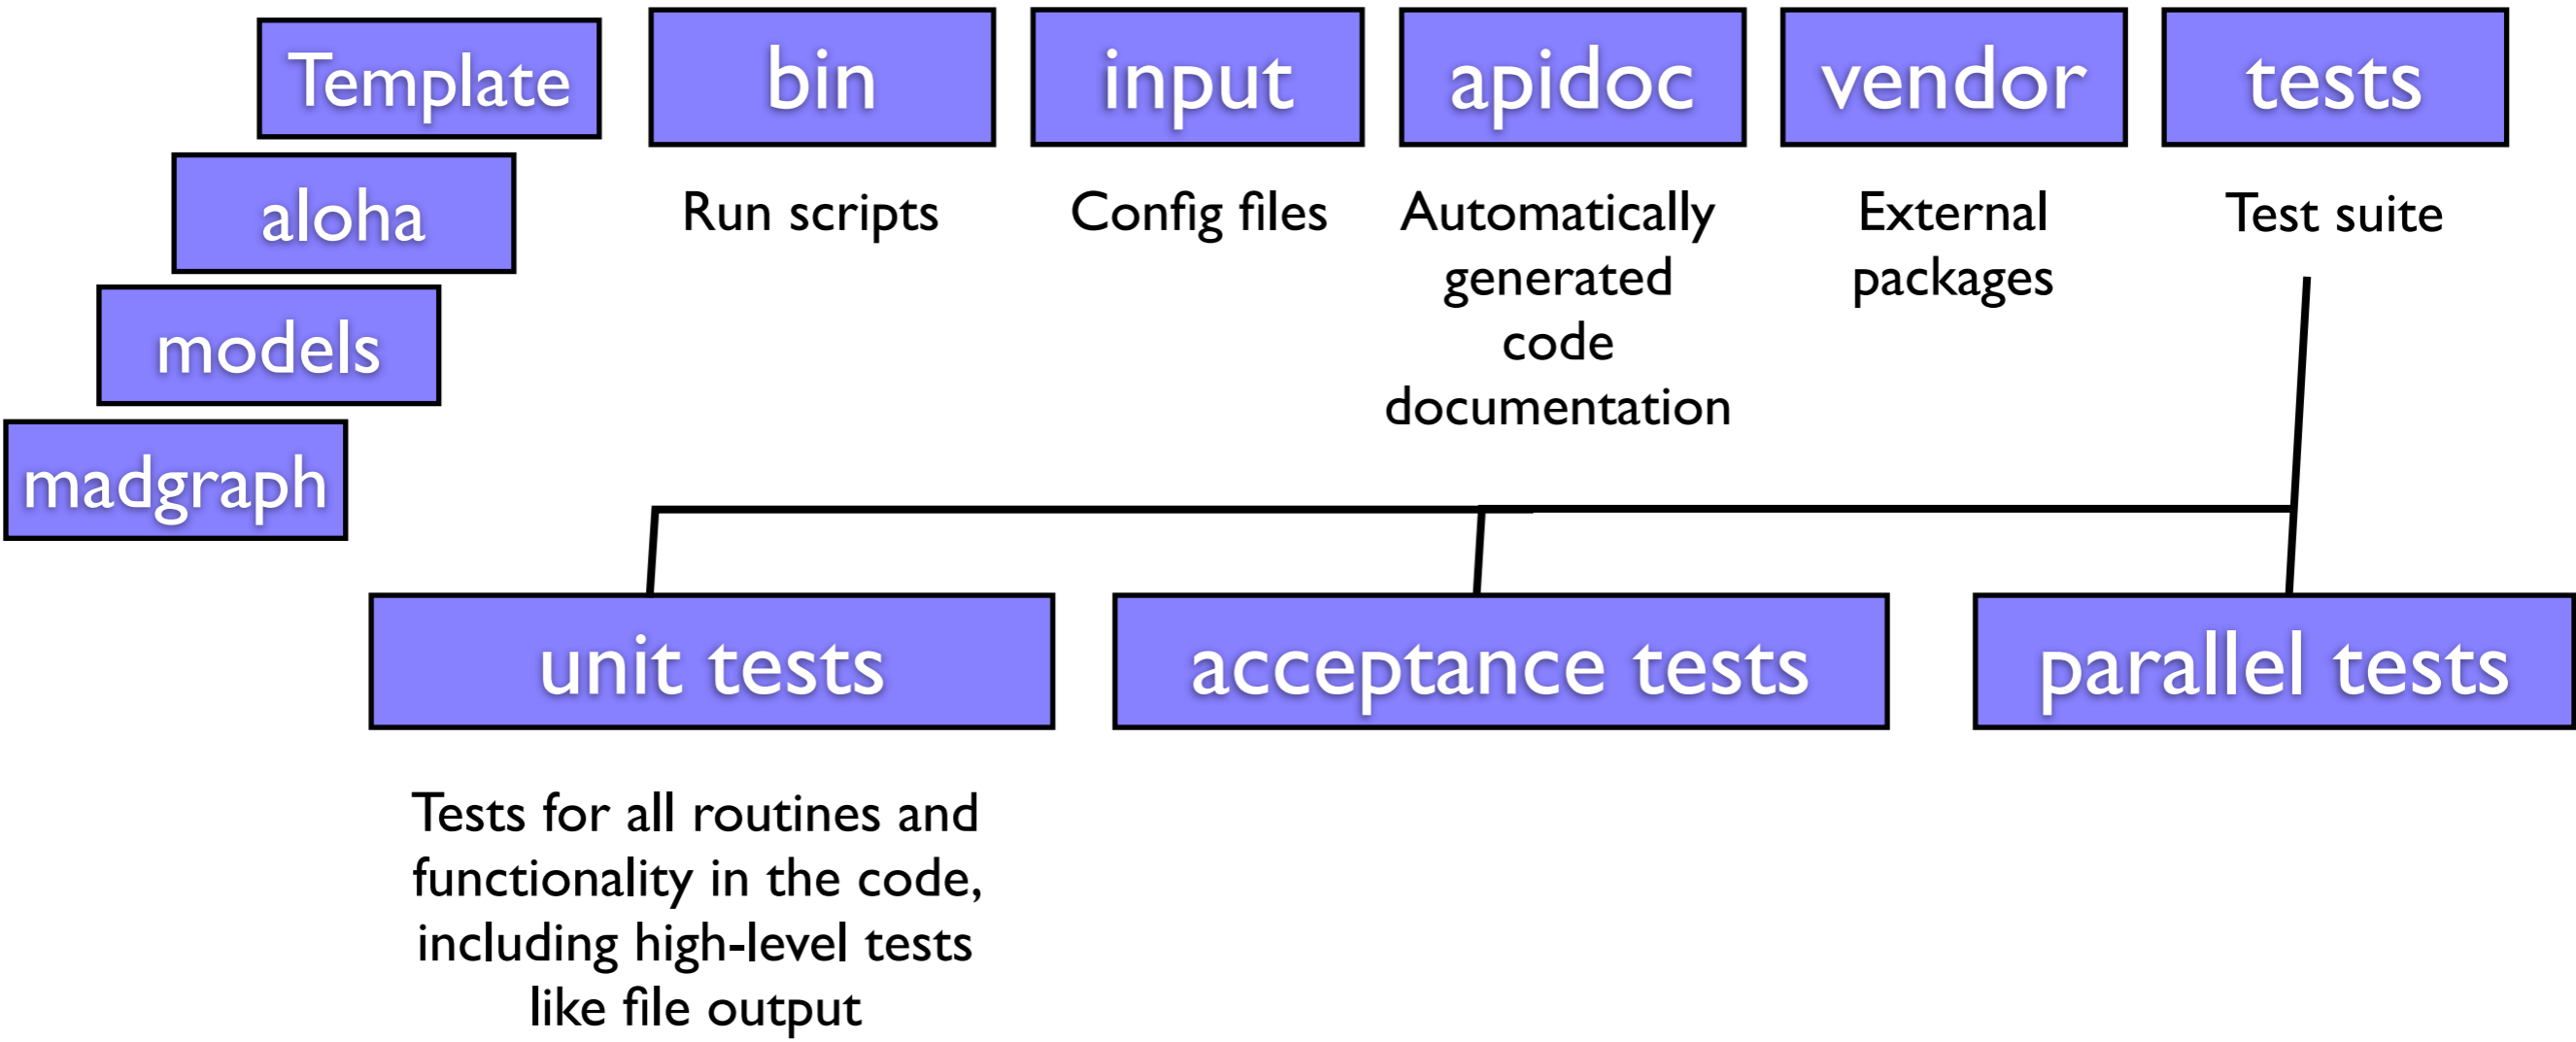 Template
bin
input
apidoc
vendor
tests
aloha
models
madgraph
Run scripts
Config files
Automatically
generated
code
documentation
External
packages
Test suite
unit tests
acceptance tests
parallel tests
Tests for all routines and
functionality in the code,
including high-level tests
like file output